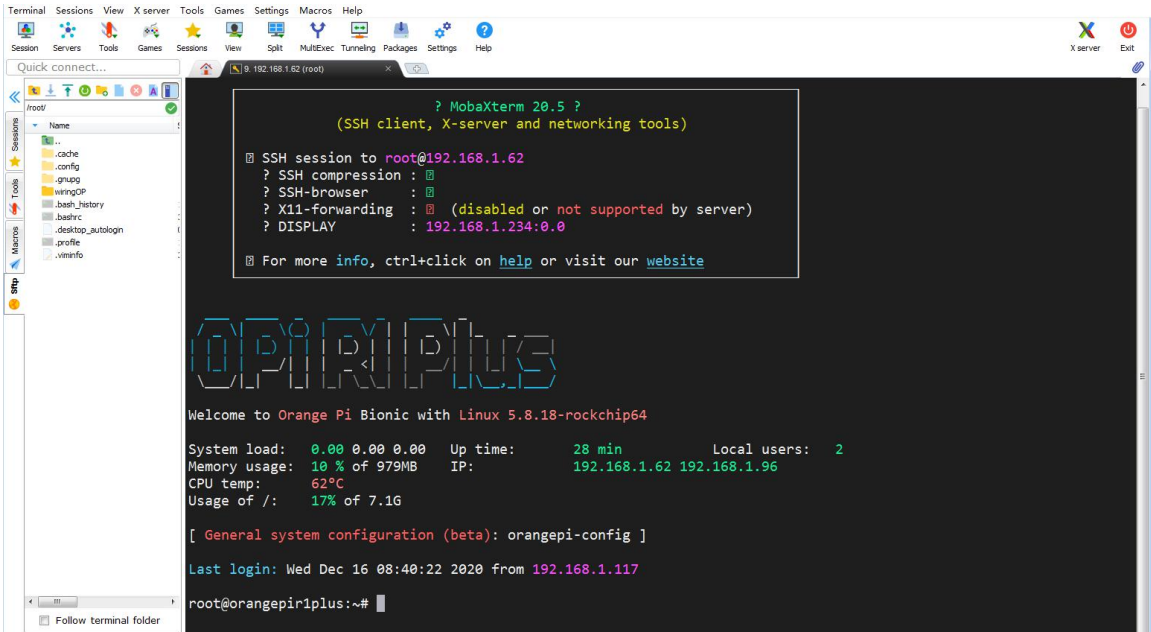 Terminal Sessions View X server Tools Games Settings Macros Help
Session Servers Tools Games Sessions View Split MultiExec Tunneling Packages Settings Help X server Exit
Quick connect...
9. 192.168.1.62 (root)
/root/
Name
..
.cache
.config
.gnupg
wiringOP
.bash_history
.bashrc
.desktop_autologin
.profile
.viminfo
Sessions
Tools
Macros
Sftp
Follow terminal folder
? MobaXterm 20.5 ?
(SSH client, X-server and networking tools)
SSH session to root@192.168.1.62
? SSH compression :
? SSH-browser :
? X11-forwarding : (disabled or not supported by server)
? DISPLAY : 192.168.1.234:0.0
For more info, ctrl+click on help or visit our website
OPi R1 Plus
Welcome to Orange Pi Bionic with Linux 5.8.18-rockchip64
System load: 0.00 0.00 0.00 Up time: 28 min Local users: 2
Memory usage: 10 % of 979MB IP: 192.168.1.62 192.168.1.96
CPU temp: 62°C
Usage of /: 17% of 7.1G
[ General system configuration (beta): orangepi-config ]
Last login: Wed Dec 16 08:40:22 2020 from 192.168.1.117
root@orangepir1plus:~#